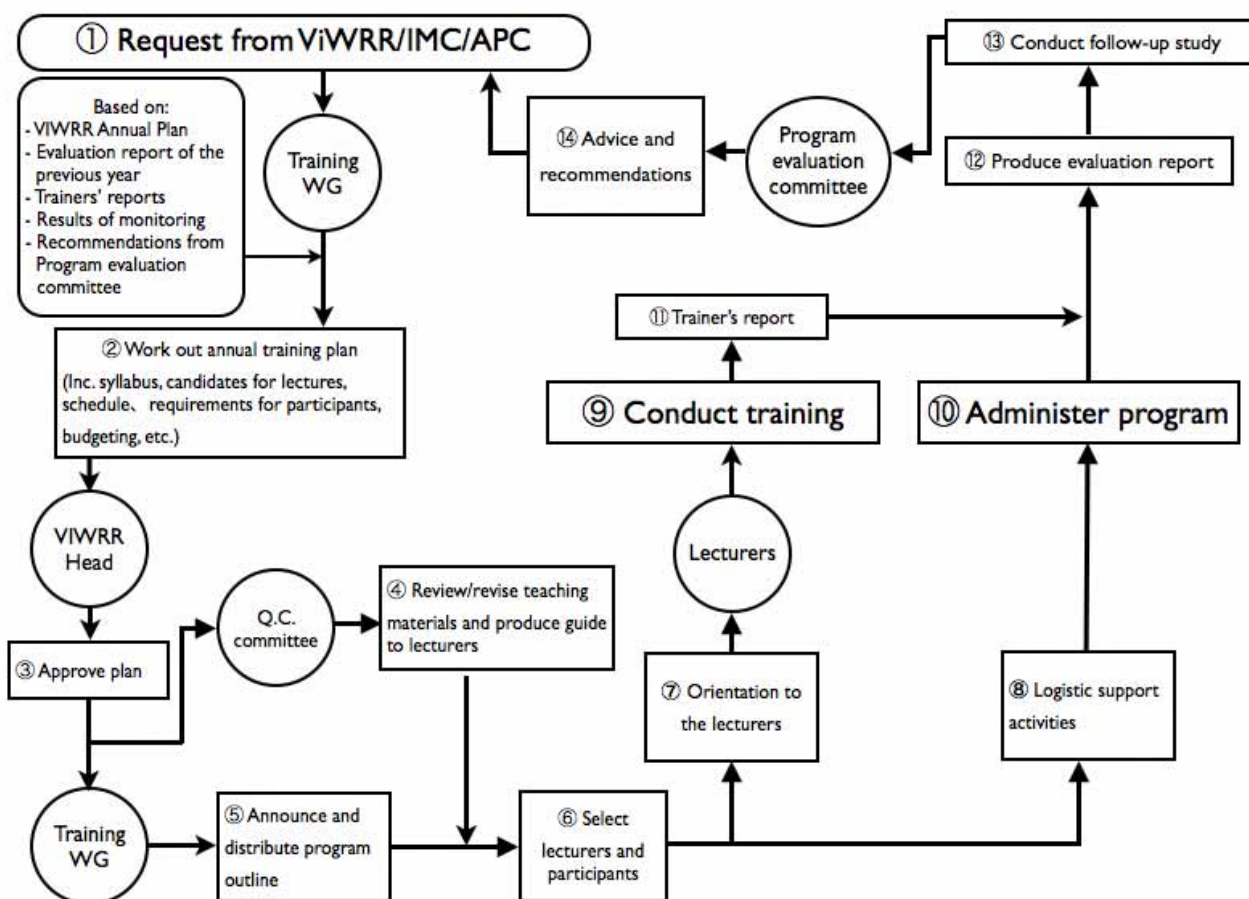 ① Request from ViWRR/IMC/APC
Based on:
- VIWRR Annual Plan
- Evaluation report of the
previous year
- Trainers' reports
- Results of monitoring
- Recommendations from
Program evaluation
committee
Training
WG
② Work out annual training plan
(Inc. syllabus, candidates for lectures,
schedule、 requirements for participants,
budgeting, etc.)
VIWRR
Head
③ Approve plan
Q.C.
committee
④ Review/revise teaching
materials and produce guide
to lecturers
Training
WG
⑤ Announce and
distribute program
outline
⑥ Select
lecturers and
participants
⑦ Orientation to
the lecturers
⑧ Logistic support
activities
Lecturers
⑨ Conduct training
⑩ Administer program
⑪ Trainer's report
⑫ Produce evaluation report
⑬ Conduct follow-up study
Program
evaluation
committee
⑭ Advice and
recommendations